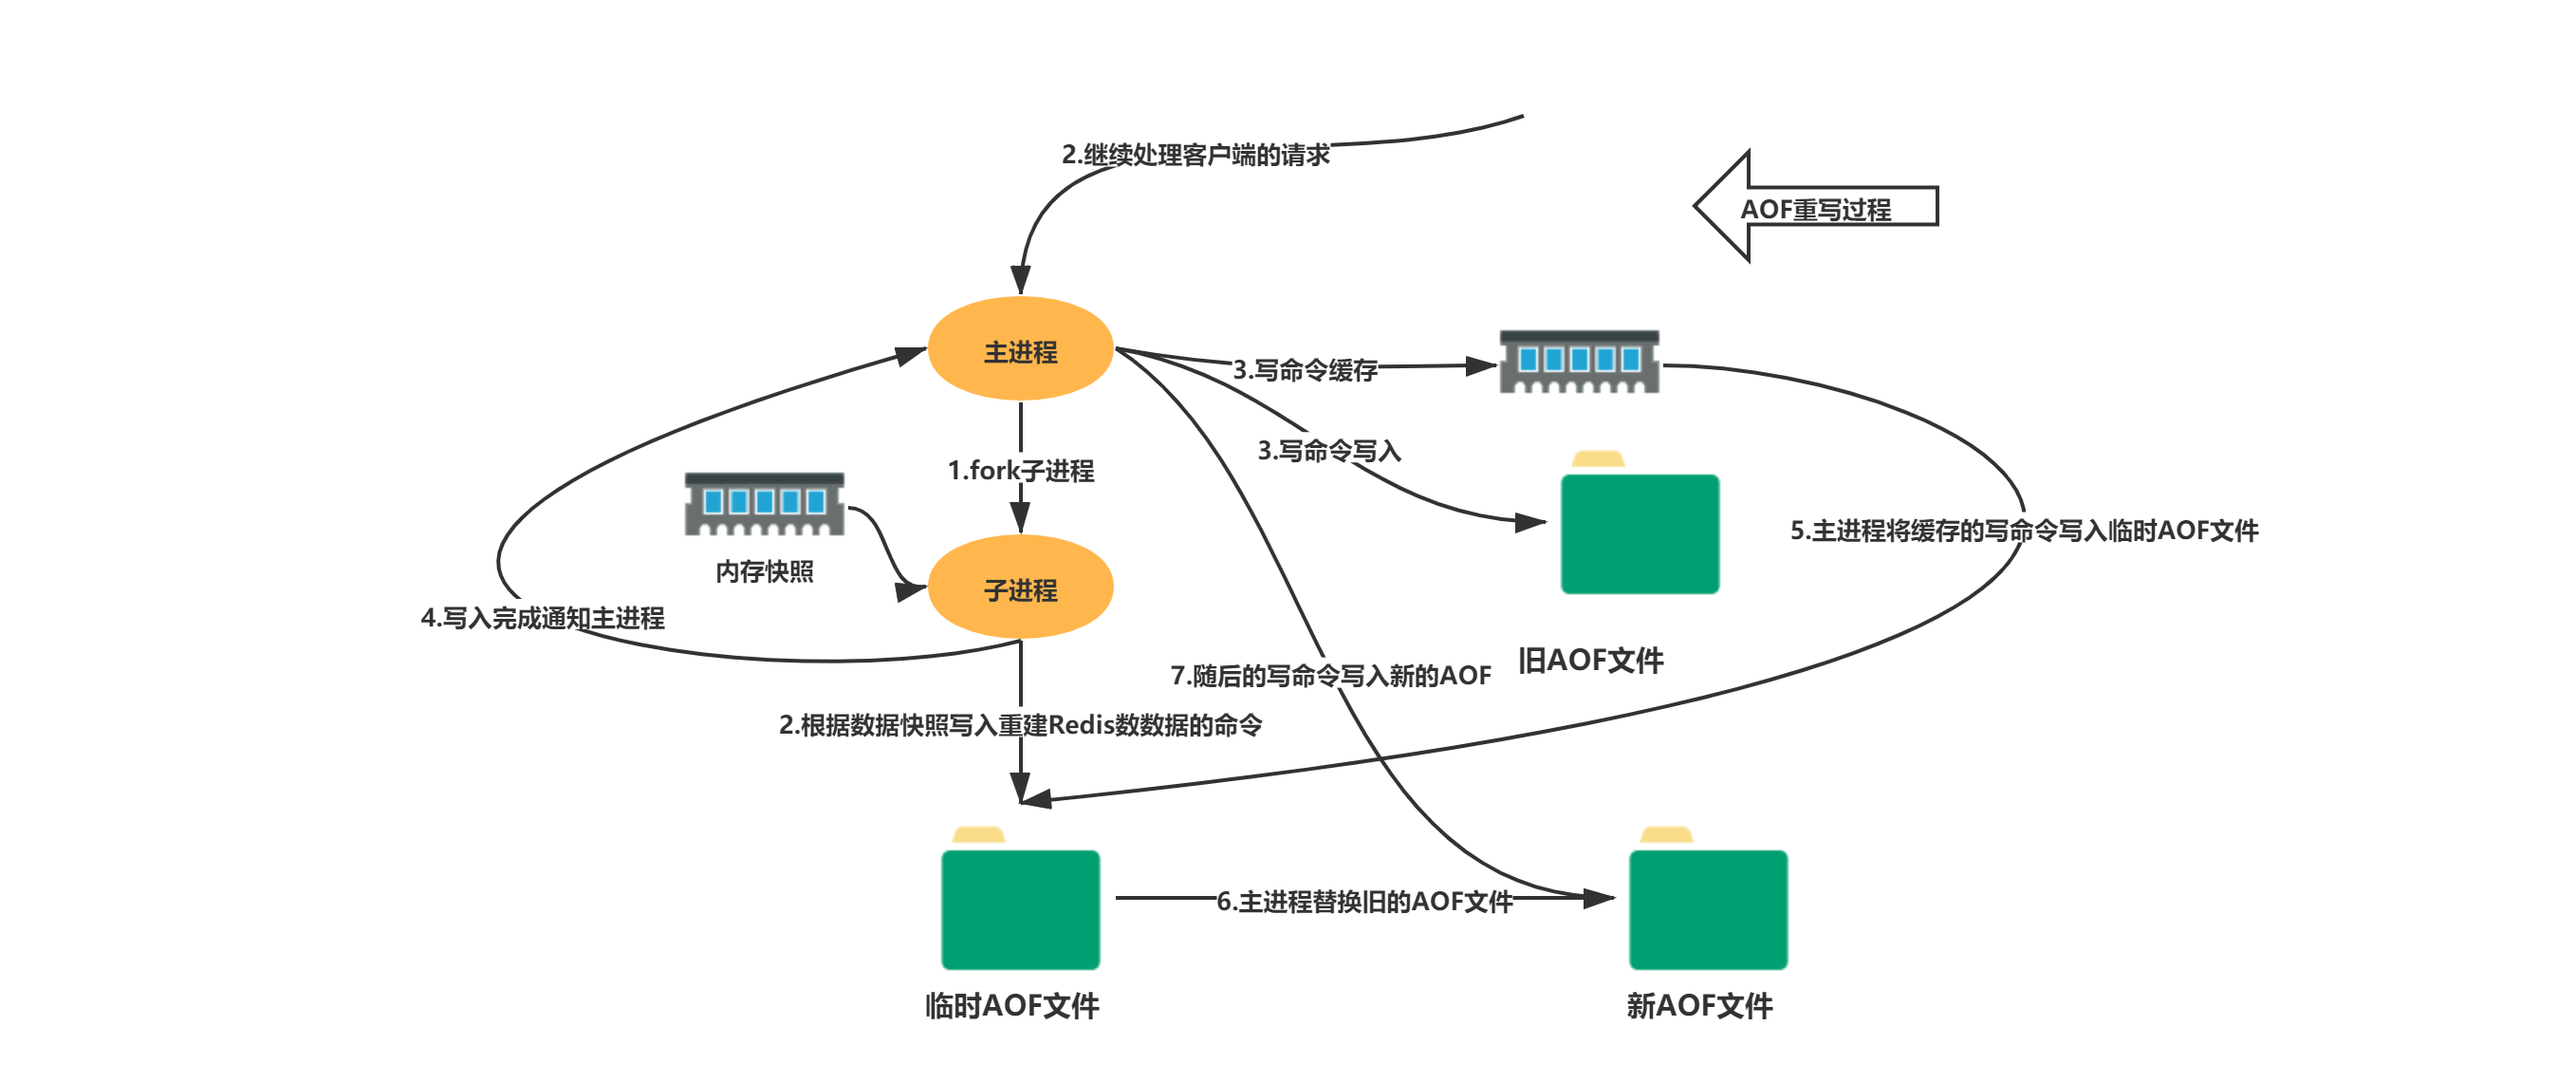 2.继续处理客户端的请求
AOF重写过程
主进程
3.写命令缓存
3.写命令写入
1.fork子进程
内存快照
5.主进程将缓存的写命令写入临时AOF文件
子进程
4.写入完成通知主进程
旧AOF文件
7.随后的写命令写入新的AOF
2.根据数据快照写入重建Redis数数据的命令
6.主进程替换旧的AOF文件
临时AOF文件
新AOF文件